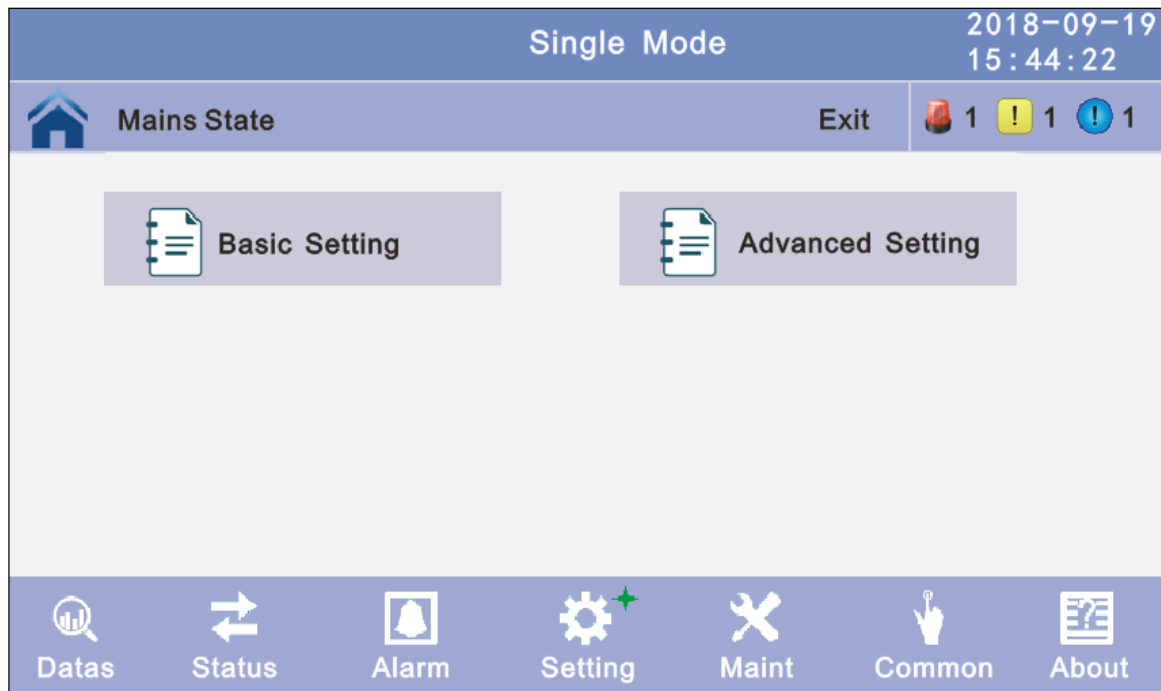 Single Mode
2018-09-19
15:44:22
Mains State
Exit
1
! 1
! 1
Basic Setting
Advanced Setting
Datas
Status
Alarm
Setting
Maint
Common
? About